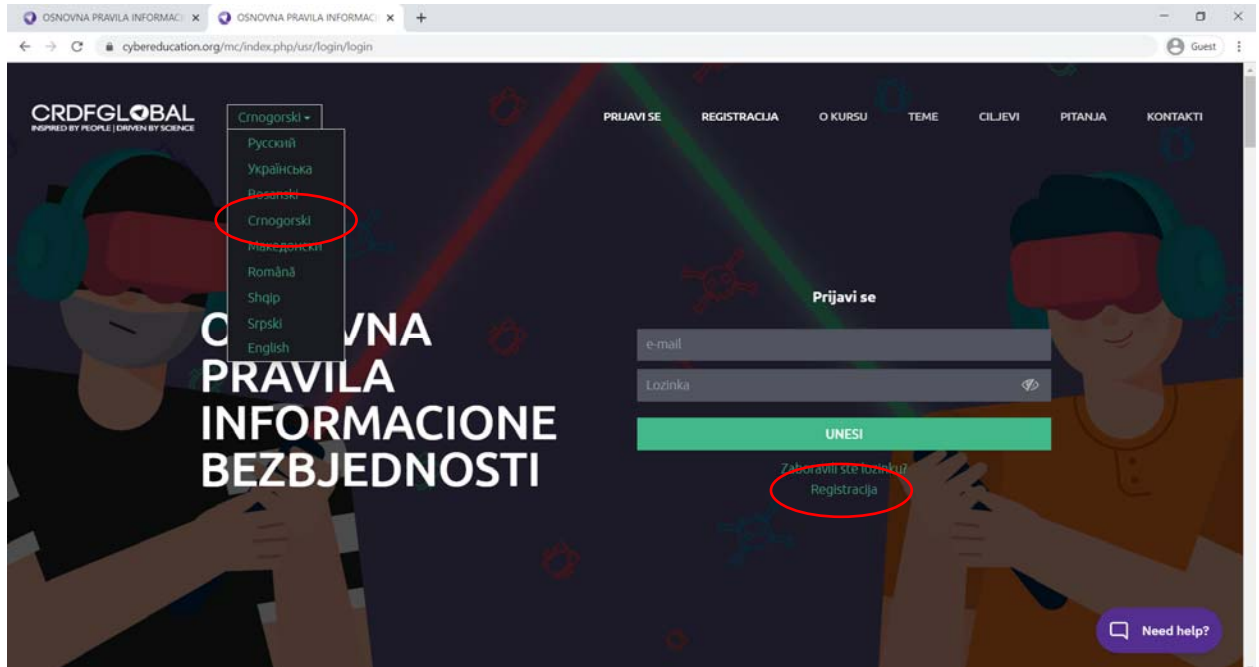 OSNOVNA PRAVILA INFORMACI
OSNOVNA PRAVILA INFORMACI
cybereducation.org/mc/index.php/usr/login/login
Guest
CRDFGLOBAL
INSPIRED BY PEOPLE | DRIVEN BY SCIENCE
Crnogorski
PRIJAVI SE REGISTRACIJA O KURSU TEME CILJEVI PITANJA KONTAKTI
Русский
Українська
Bosanski
Crnogorski
Македонски
Română
Shqip
Srpski
English
VNA
PRAVILA
INFORMACIONE
BEZBJEDNOSTI
Prijavi se
e-mail
Lozinka
UNESI
Zaboravili ste lozinku?
Registracija
Need help?